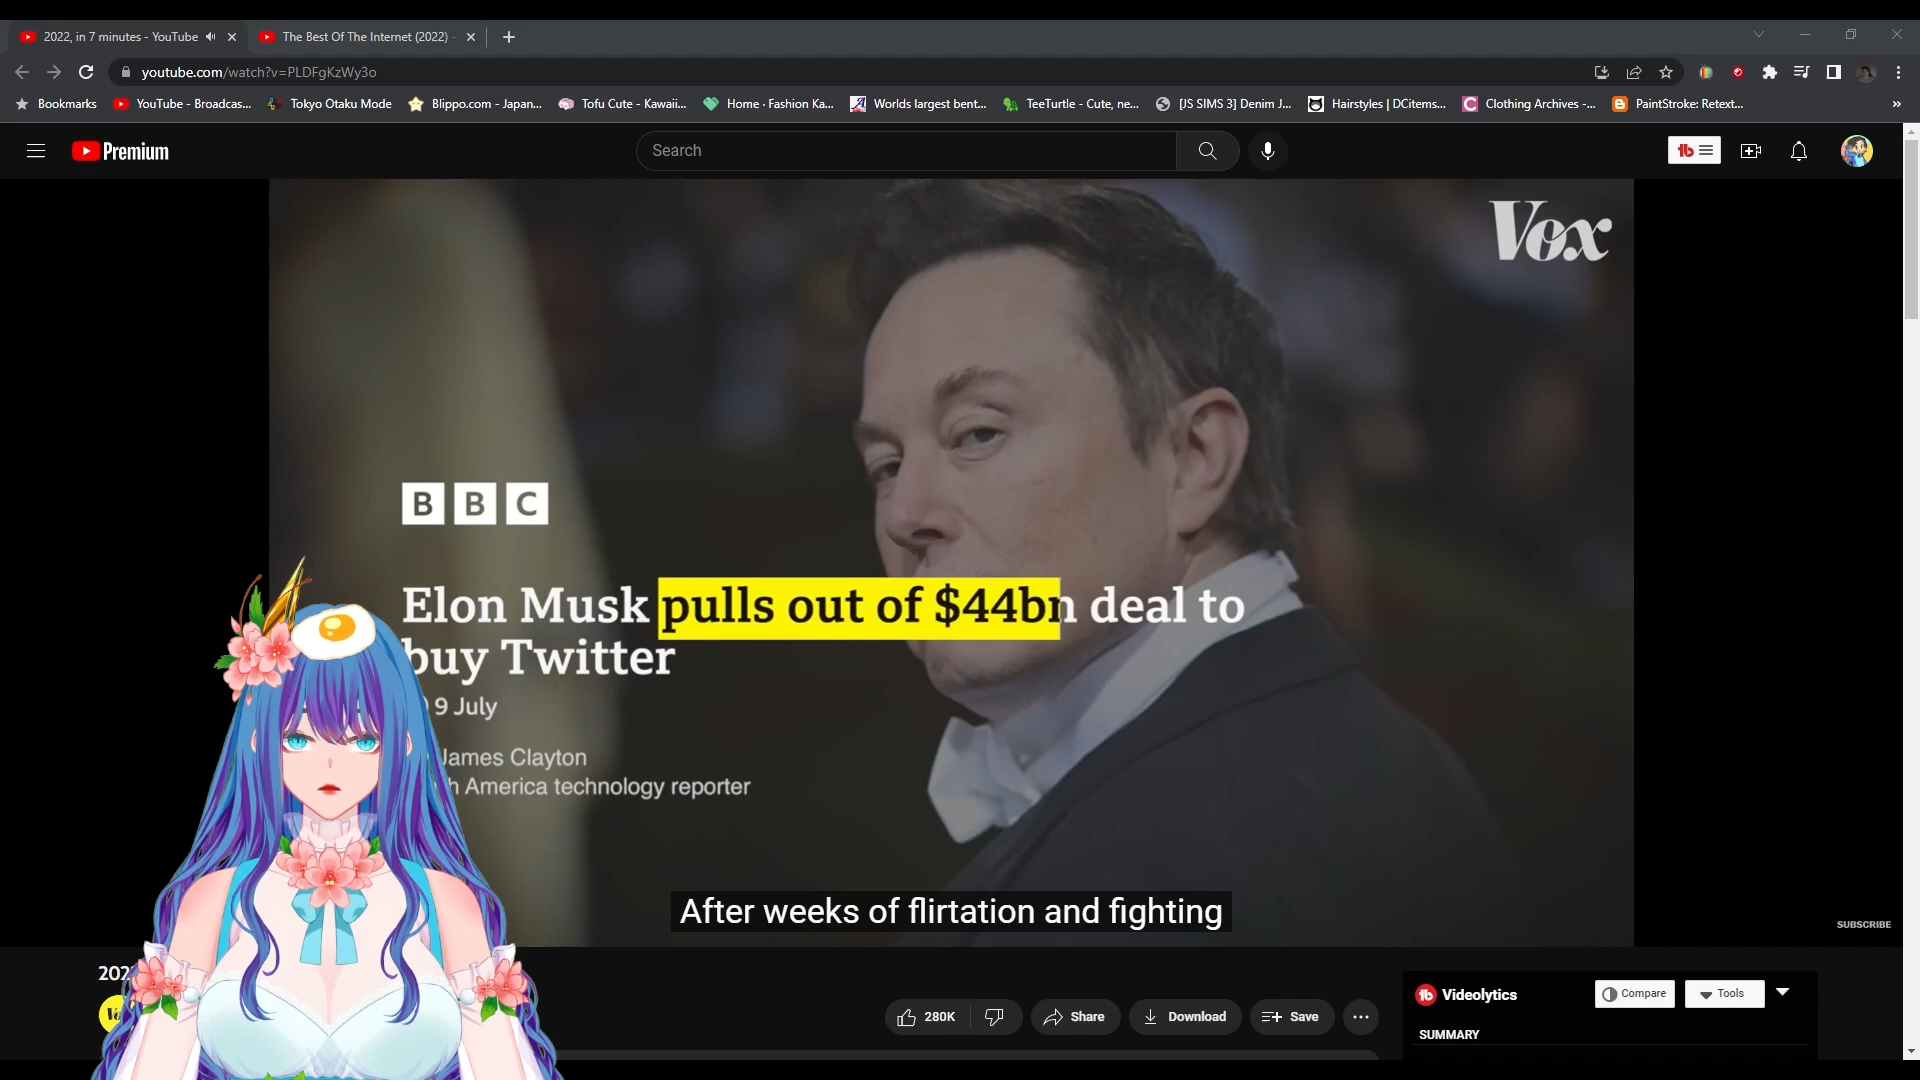 2022, in 7 minutes - YouTube
The Best Of The Internet (2022) -
youtube.com/watch?v=PLDFgKzWy3o
Bookmarks
YouTube - Broadcas...
Tokyo Otaku Mode
Blippo.com - Japan...
Tofu Cute - Kawaii...
Home · Fashion Ka...
Worlds largest bent...
TeeTurtle - Cute, ne...
[JS SIMS 3] Denim J...
Hairstyles | DCitems...
Clothing Archives -...
PaintStroke: Retext...
»
Premium
Search
Vox
BBC
Elon Musk pulls out of $44bn deal to
buy Twitter
9 July
James Clayton
America technology reporter
After weeks of flirtation and fighting
SUBSCRIBE
280K
Share
Download
Save
Videolytics
Compare
Tools
SUMMARY